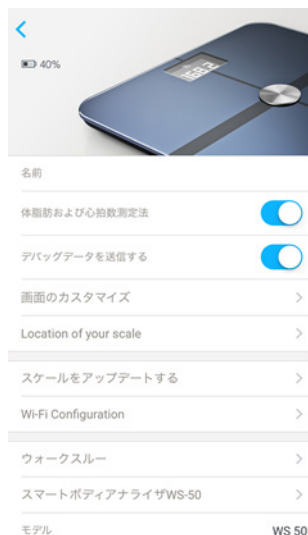 40%
名前
体脂肪および心拍数測定法
デバッグデータを送信する
画面のカスタマイズ
Location of your scale
スケールをアップデートする
Wi-Fi Configuration
ウォークスルー
スマートボディアナライザWS-50
モデル WS 50